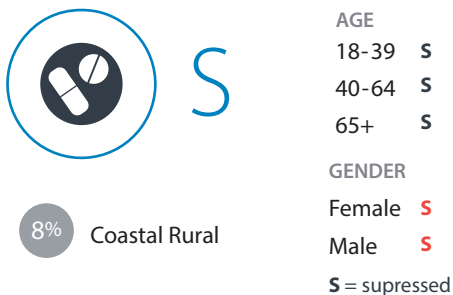 S
8% Coastal Rural
AGE
18-39 S
40-64 S
65+ S
GENDER
Female S
Male S
S = supressed